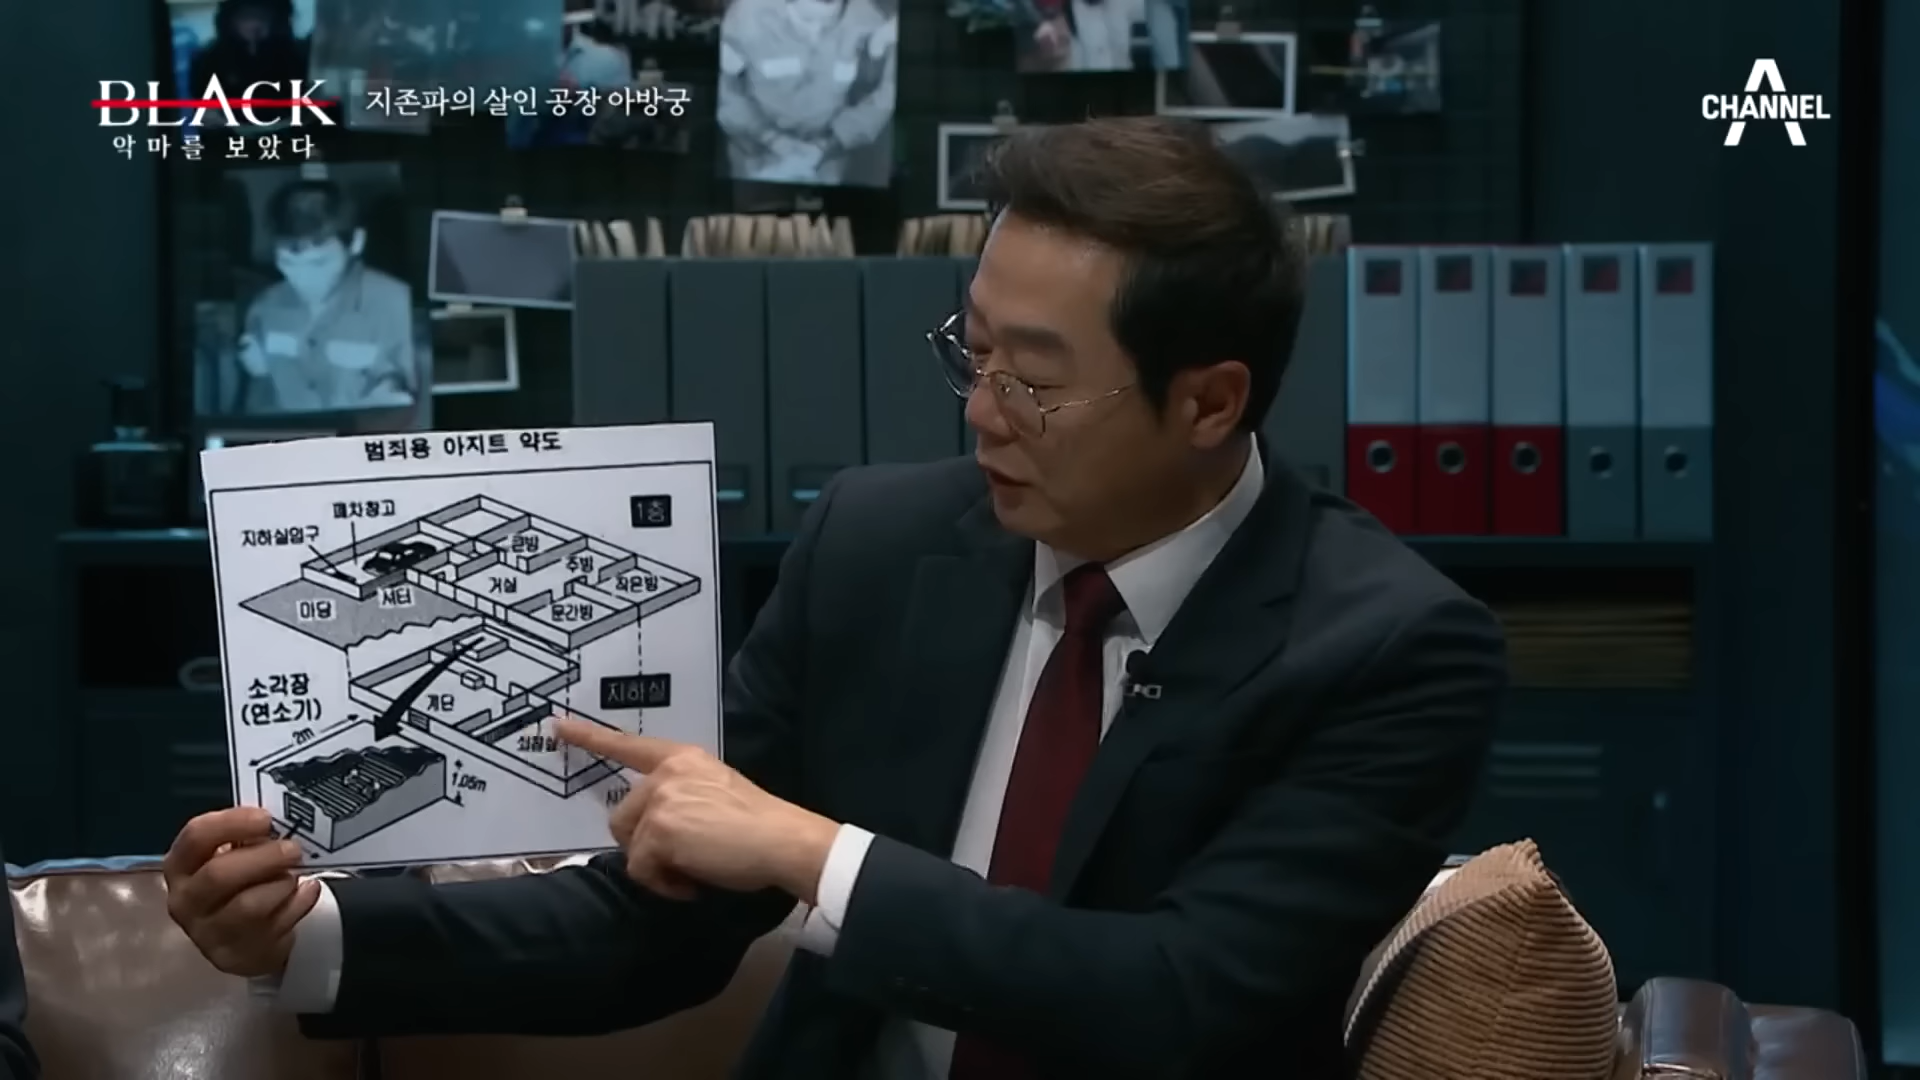 BLACK
악마를 보았다
지존파의 살인 공장 아방궁
CHANNEL A
범죄용 아지트 약도
폐차창고
1층
지하실입구
큰방
주방
거실
작은방
마당
셔터
문간방
소각장
(연소기)
지하실
계단
2m
쇠창살
1,05m